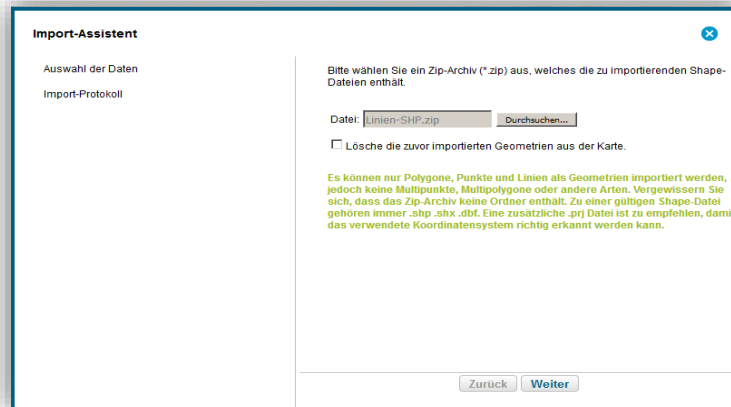 Import-Assistent
Auswahl der Daten
Import-Protokoll
Bitte wählen Sie ein Zip-Archiv (*.zip) aus, welches die zu importierenden Shape-
Dateien enthält.
Datei: Linien-SHP.zip Durchsuchen...
Lösche die zuvor importierten Geometrien aus der Karte.
Es können nur Polygone, Punkte und Linien als Geometrien importiert werden,
jedoch keine Multipunkte, Multipolygone oder andere Arten. Vergewissern Sie
sich, dass das Zip-Archiv keine Ordner enthält. Zu einer gültigen Shape-Datei
gehören immer .shp .shx .dbf. Eine zusätzliche .prj Datei ist zu empfehlen, dami
das verwendete Koordinatensystem richtig erkannt werden kann.
Zurück Weiter